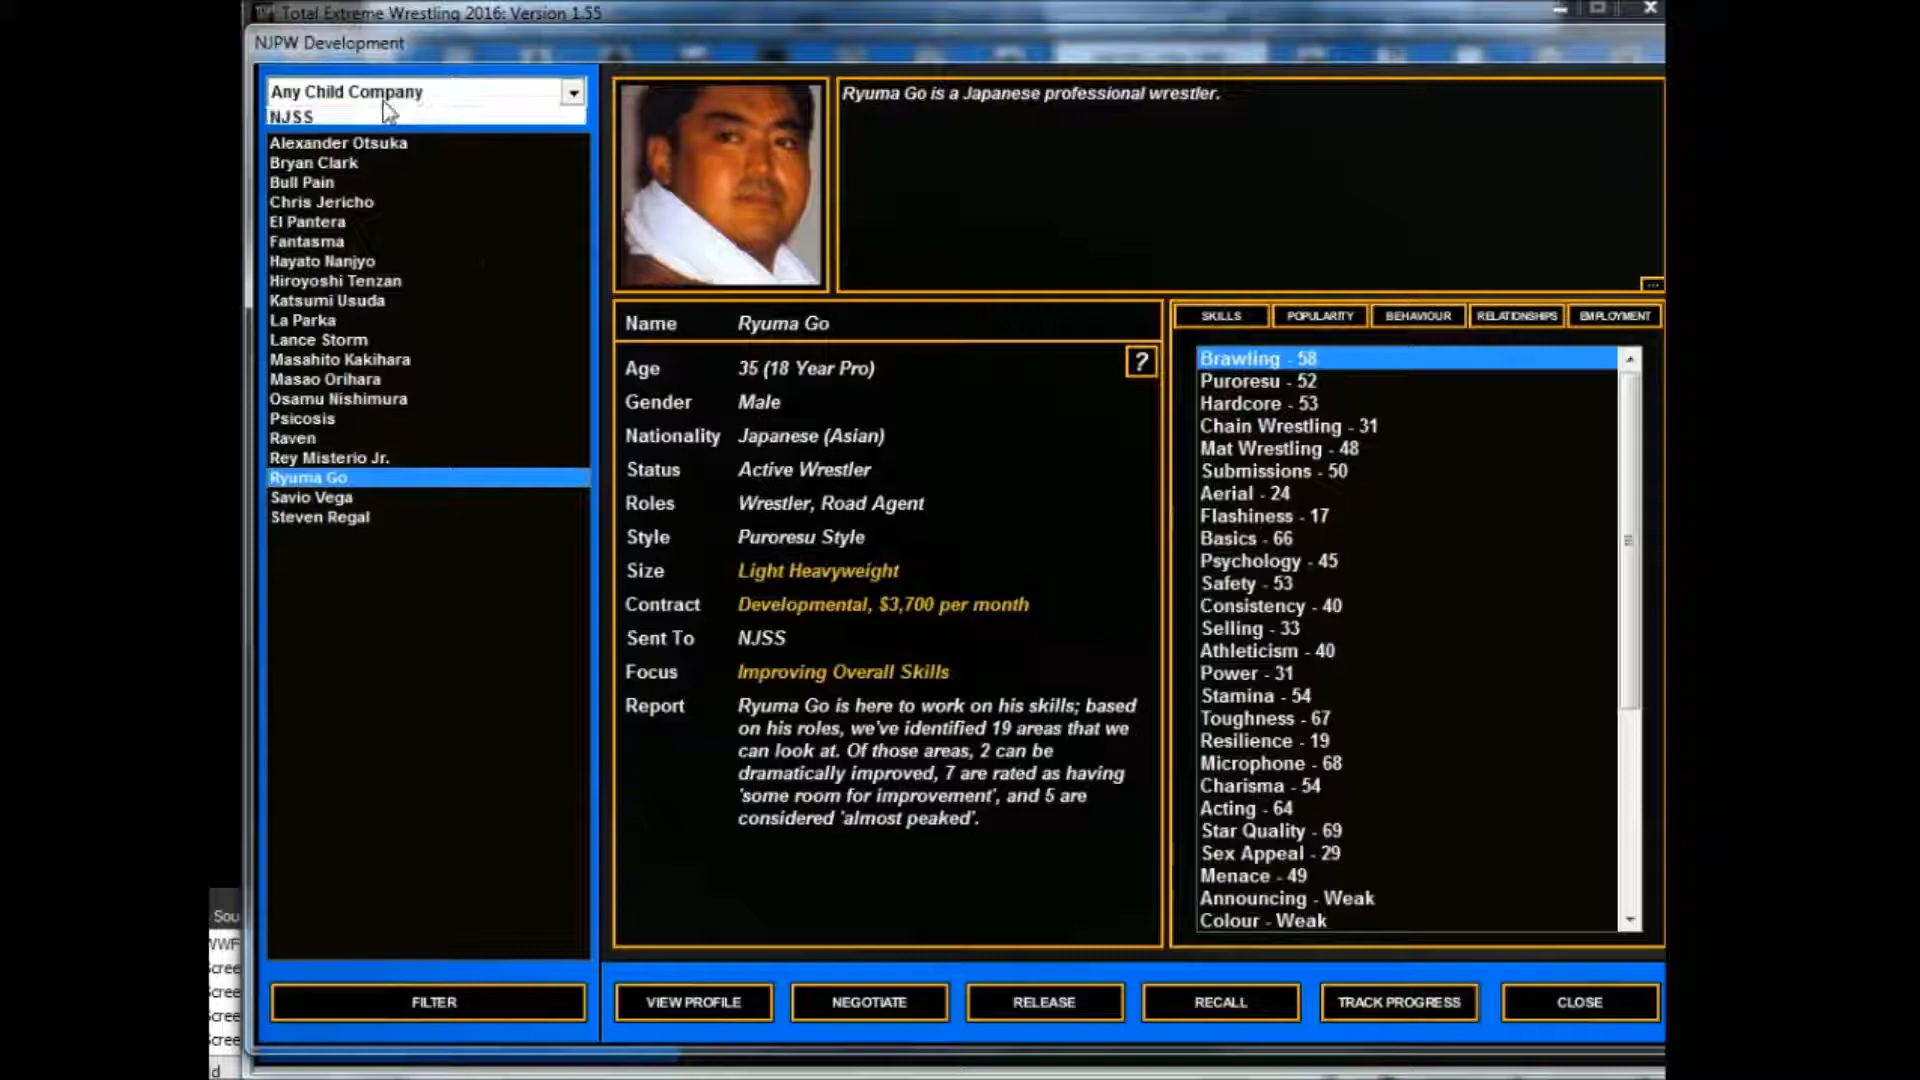 Total Extreme Wrestling 2016: Version 1.55
NJPW Development
Any Child Company
NJSS
Alexander Otsuka
Bryan Clark
Bull Pain
Chris Jericho
El Pantera
Fantasma
Hayato Nanjyo
Hiroyoshi Tenzan
Katsumi Usuda
La Parka
Lance Storm
Masahito Kakihara
Masao Orihara
Osamu Nishimura
Psicosis
Raven
Rey Misterio Jr.
Ryuma Go
Savio Vega
Steven Regal
FILTER
Ryuma Go is a Japanese professional wrestler.
...
Name Ryuma Go
?
Age 35 (18 Year Pro)
Gender Male
Nationality Japanese (Asian)
Status Active Wrestler
Roles Wrestler, Road Agent
Style Puroresu Style
Size Light Heavyweight
Contract Developmental, $3,700 per month
Sent To NJSS
Focus Improving Overall Skills
Report Ryuma Go is here to work on his skills; based
on his roles, we've identified 19 areas that we
can look at. Of those areas, 2 can be
dramatically improved, 7 are rated as having
'some room for improvement', and 5 are
considered 'almost peaked'.
SKILLS POPULARITY BEHAVIOUR RELATIONSHIPS EMPLOYMENT
Brawling - 58
Puroresu - 52
Hardcore - 53
Chain Wrestling - 31
Mat Wrestling - 48
Submissions - 50
Aerial - 24
Flashiness - 17
Basics - 66
Psychology - 45
Safety - 53
Consistency - 40
Selling - 33
Athleticism - 40
Power - 31
Stamina - 54
Toughness - 67
Resilience - 19
Microphone - 68
Charisma - 54
Acting - 64
Star Quality - 69
Sex Appeal - 29
Menace - 49
Announcing - Weak
Colour - Weak
VIEW PROFILE NEGOTIATE RELEASE RECALL TRACK PROGRESS CLOSE
Sou
WWF
Scree
Scree
Scree
Scree
d